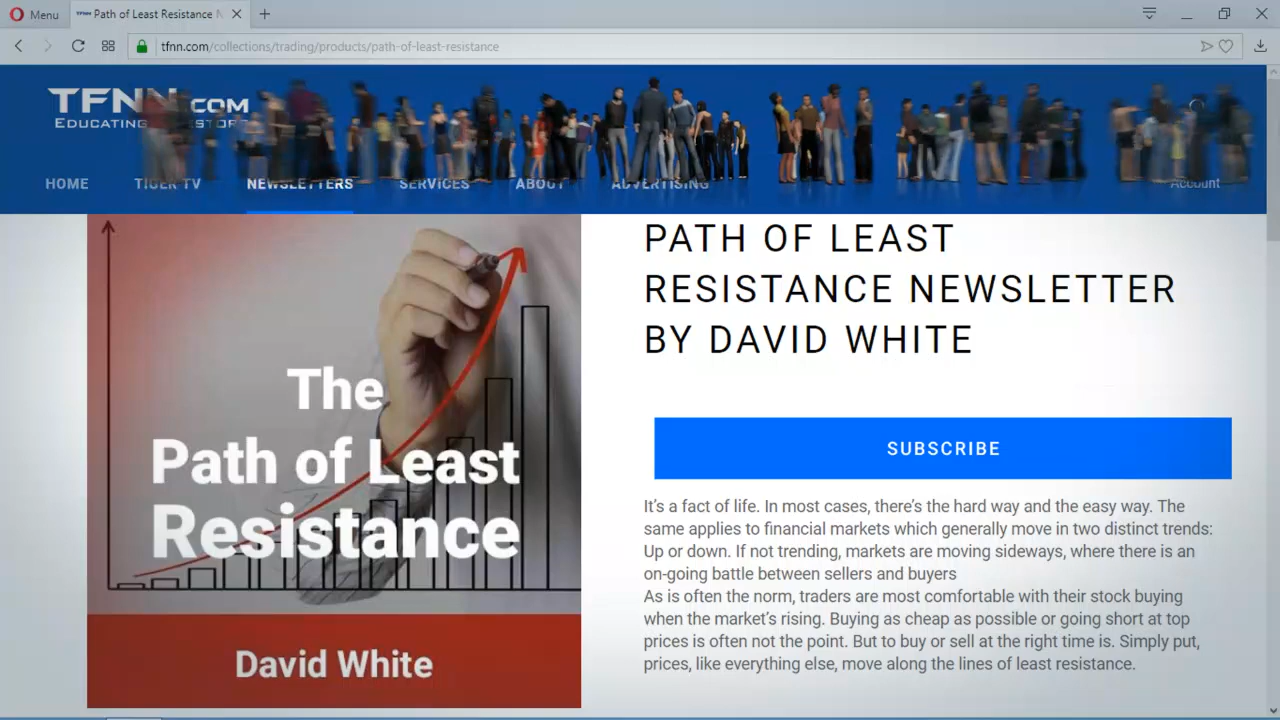 Menu
Path of Least Resistance N
tfnn.com/collections/trading/products/path-of-least-resistance
TFNN.COM
EDUCATING
HOME
TIGER TV
NEWSLETTERS
SERVICES
ABOUT
ADVERTISING
Account
The
Path of Least
Resistance
David White
PATH OF LEAST
RESISTANCE NEWSLETTER
BY DAVID WHITE
SUBSCRIBE
It's a fact of life. In most cases, there's the hard way and the easy way. The
same applies to financial markets which generally move in two distinct trends:
Up or down. If not trending, markets are moving sideways, where there is an
on-going battle between sellers and buyers
As is often the norm, traders are most comfortable with their stock buying
when the market's rising. Buying as cheap as possible or going short at top
prices is often not the point. But to buy or sell at the right time is. Simply put,
prices, like everything else, move along the lines of least resistance.